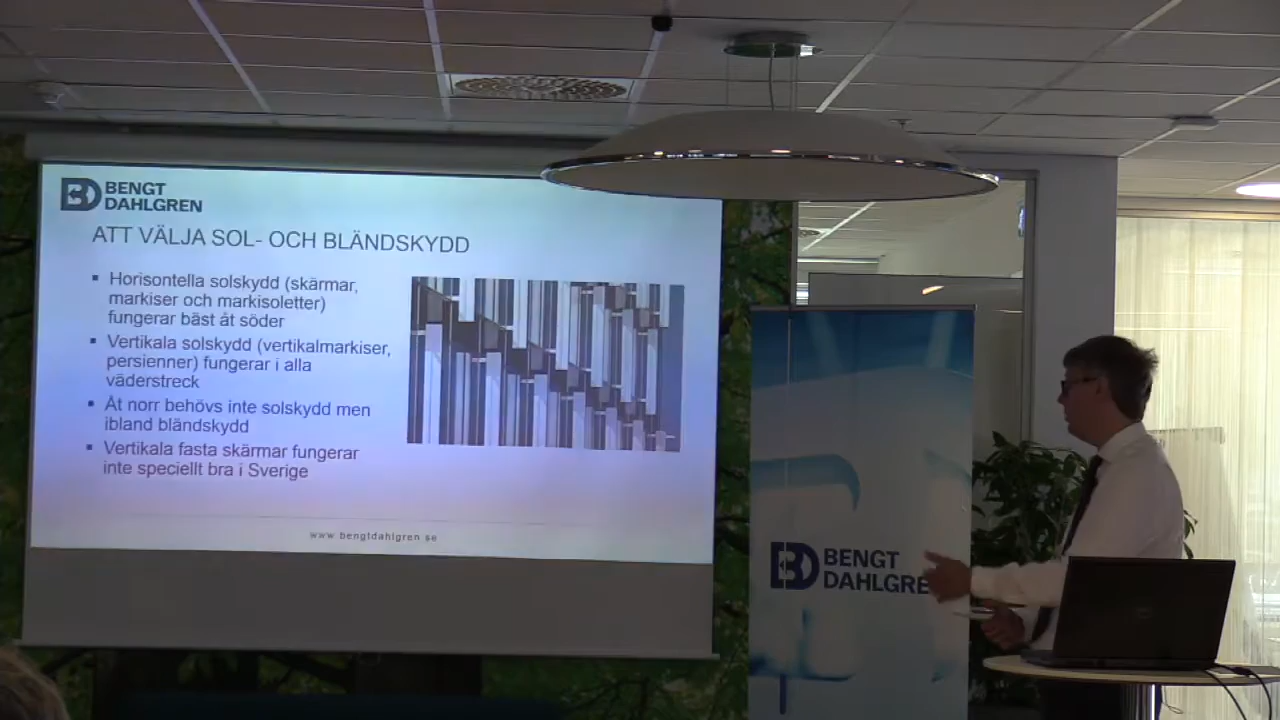 BENGT
DAHLGREN
ATT VÄLJA SOL- OCH BLÄNDSKYDD
▪ Horisontella solskydd (skärmar,
markiser och markisoletter)
fungerar bäst åt söder
▪ Vertikala solskydd (vertikalmarkiser,
persienner) fungerar i alla
väderstreck
▪ Åt norr behövs inte solskydd men
ibland bländskydd
▪ Vertikala fasta skärmar fungerar
inte speciellt bra i Sverige
www.bengtdahlgren.se
BENGT
DAHLGRE